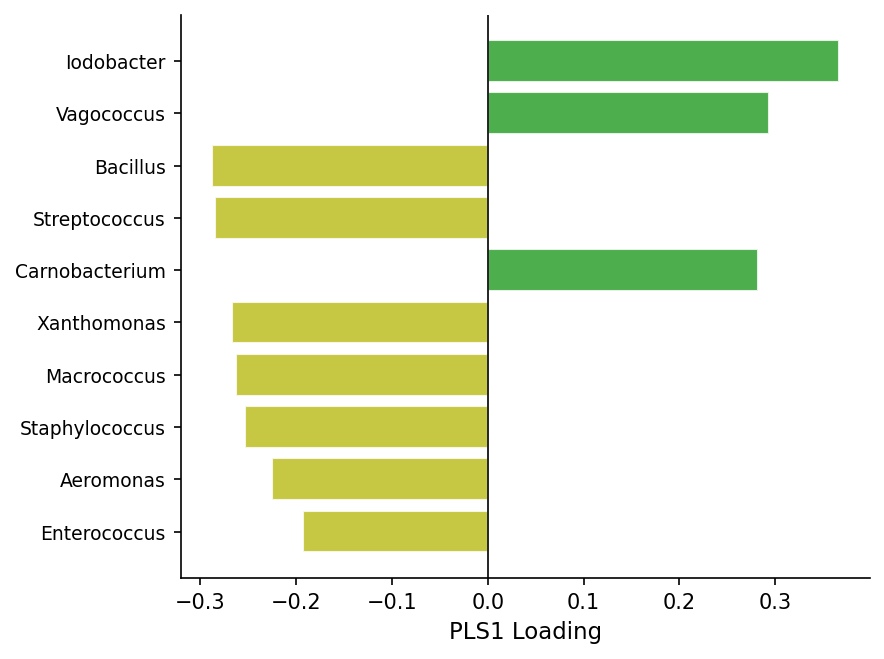 Iodobacter
Vagococcus
Bacillus
Streptococcus
Carnobacterium
Xanthomonas
Macrococcus
Staphylococcus
Aeromonas
Enterococcus
−0.3 −0.2 −0.1 0.0 0.1 0.2 0.3
PLS1 Loading